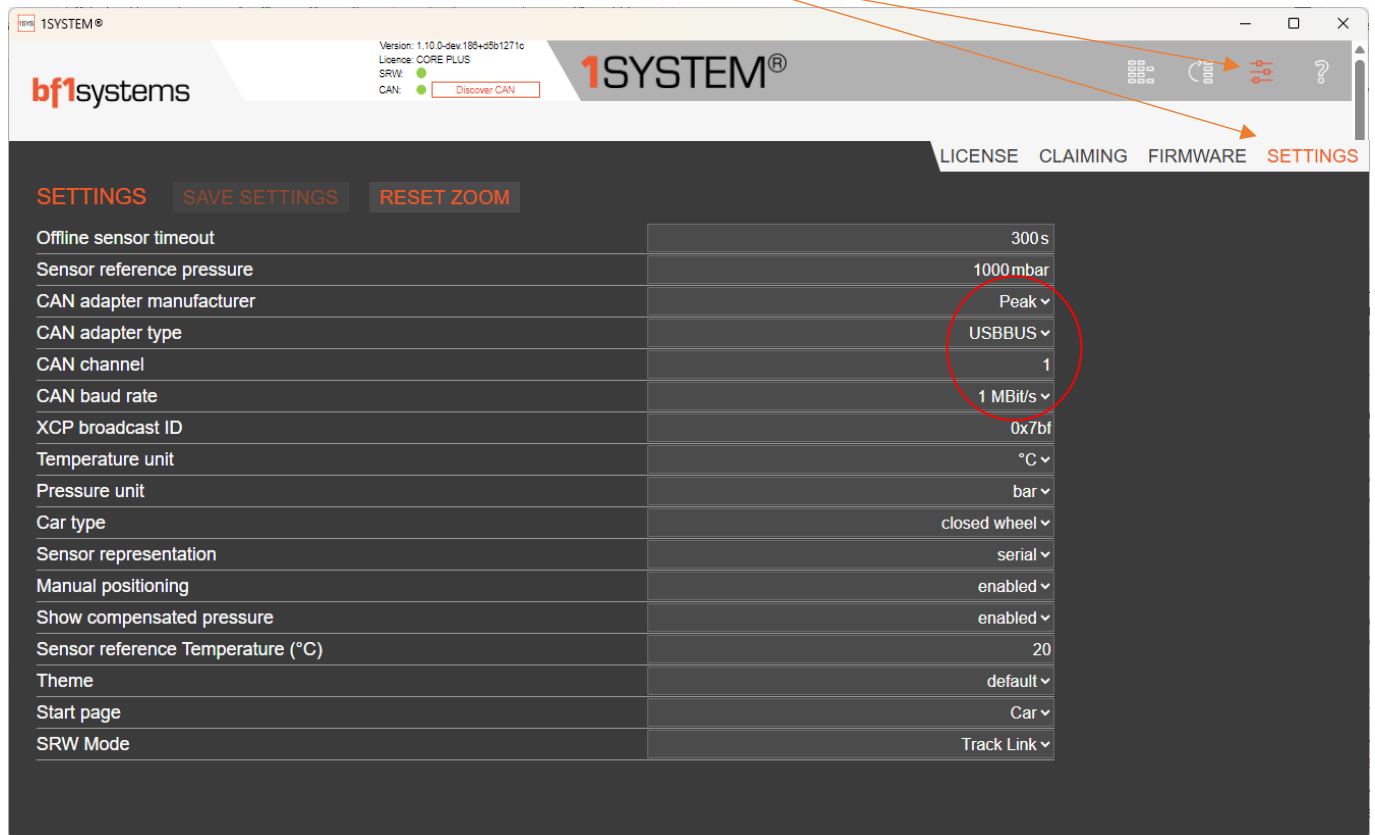 1SYS 1SYSTEM®
Version: 1.10.0-dev.186+d5b1271c
Licence: CORE PLUS
SRW:
CAN: Discover CAN
bf1systems
1SYSTEM®
LICENSE CLAIMING FIRMWARE SETTINGS
SETTINGS SAVE SETTINGS RESET ZOOM
Offline sensor timeout 300s
Sensor reference pressure 1000mbar
CAN adapter manufacturer Peak
CAN adapter type USBBUS
CAN channel 1
CAN baud rate 1 MBit/s
XCP broadcast ID 0x7bf
Temperature unit °C
Pressure unit bar
Car type closed wheel
Sensor representation serial
Manual positioning enabled
Show compensated pressure enabled
Sensor reference Temperature (°C) 20
Theme default
Start page Car
SRW Mode Track Link